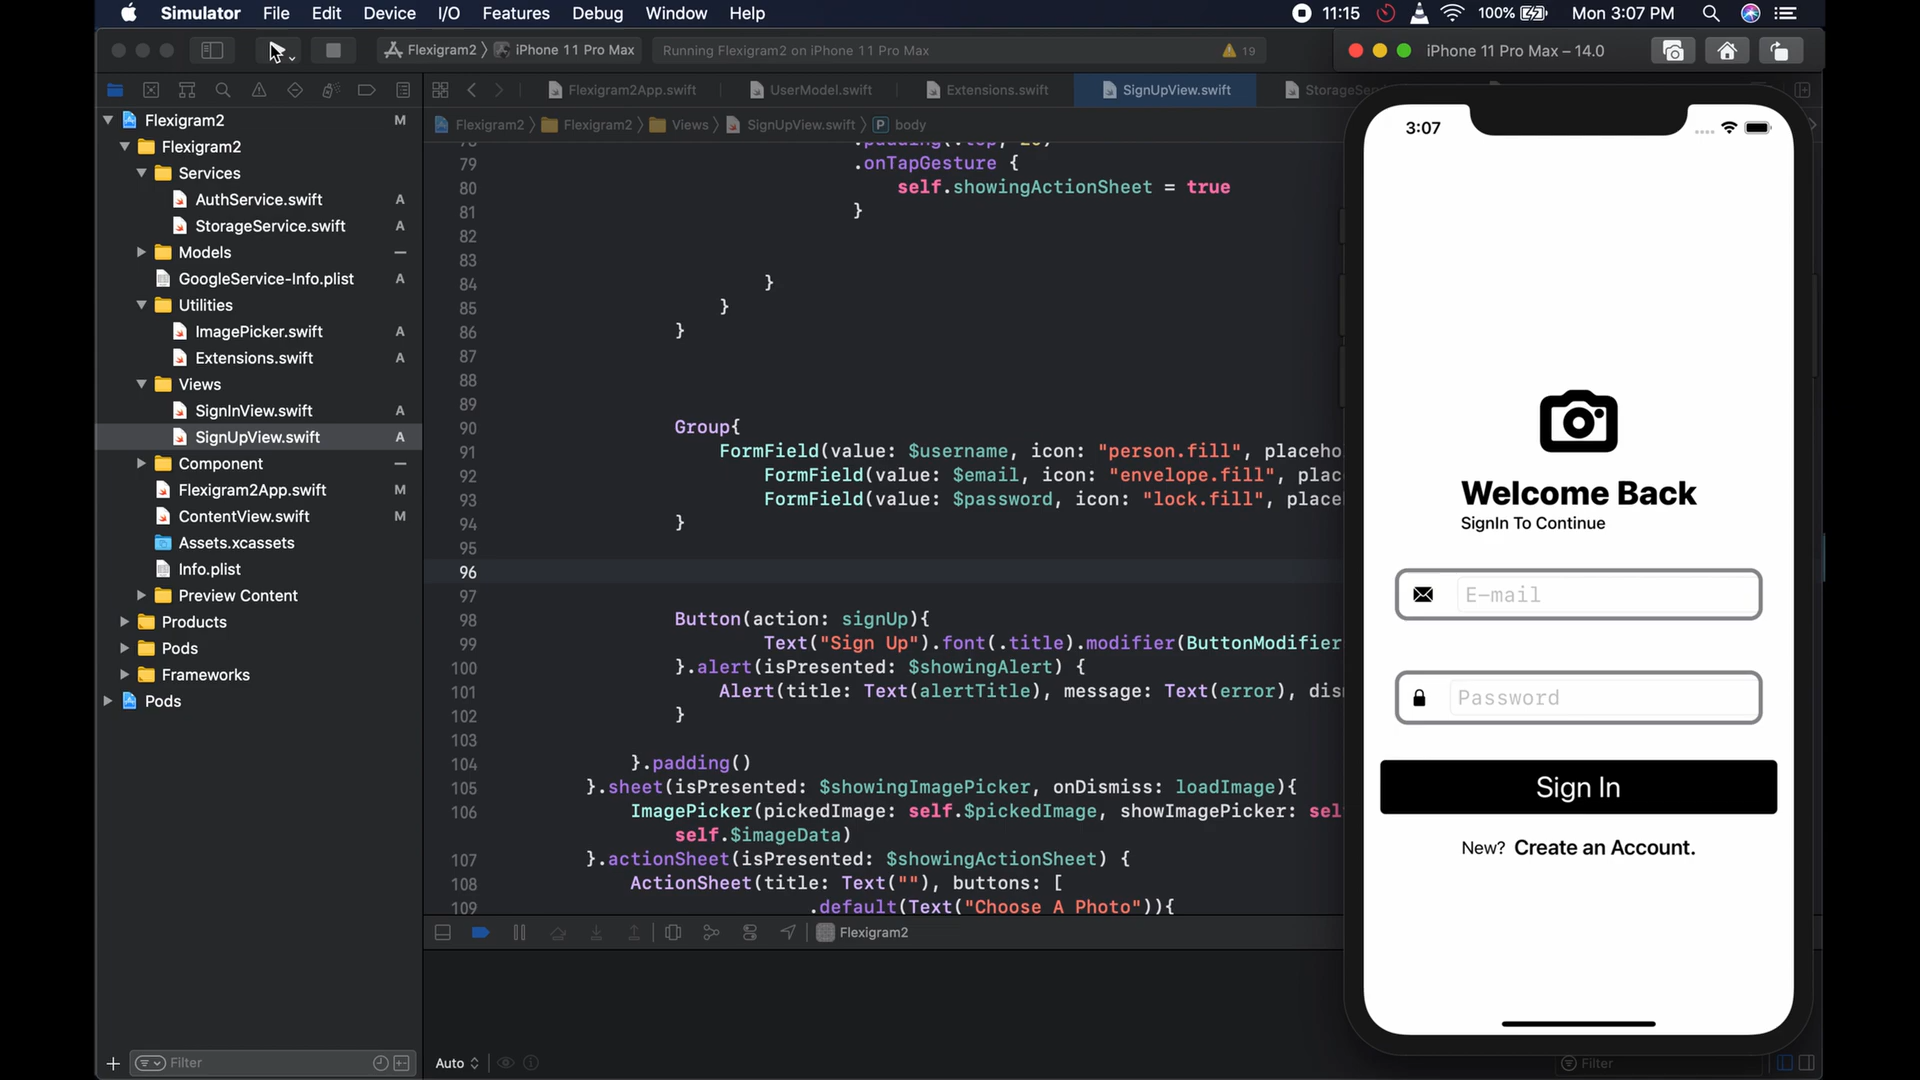 Simulator File Edit Device I/O Features Debug Window Help 11:15 100% Mon 3:07 PM
Flexigram2 iPhone 11 Pro Max Running Flexigram2 on iPhone 11 Pro Max 19
iPhone 11 Pro Max – 14.0
Flexigram2App.swift UserModel.swift Extensions.swift SignUpView.swift
Flexigram2 Flexigram2 Views SignUpView.swift P body
Flexigram2 M
Flexigram2
Services
AuthService.swift A
StorageService.swift A
Models –
GoogleService-Info.plist A
Utilities
ImagePicker.swift A
Extensions.swift A
Views
SignInView.swift A
SignUpView.swift A
Component –
Flexigram2App.swift M
ContentView.swift M
Assets.xcassets
Info.plist
Preview Content
Products
Pods
Frameworks
Pods
Filter
79 .onTapGesture {
80 self.showingActionSheet = true
81 }
82
83
84 }
85 }
86 }
87
88
89
90 Group{
91 FormField(value: $username, icon: "person.fill", placeho
92 FormField(value: $email, icon: "envelope.fill", plac
93 FormField(value: $password, icon: "lock.fill", place
94 }
95
96
97
98 Button(action: signUp){
99 Text("Sign Up").font(.title).modifier(ButtonModifier
100 }.alert(isPresented: $showingAlert) {
101 Alert(title: Text(alertTitle), message: Text(error), dis
102 }
103
104 }.padding()
105 }.sheet(isPresented: $showingImagePicker, onDismiss: loadImage){
106 ImagePicker(pickedImage: self.$pickedImage, showImagePicker: sel
self.$imageData)
107 }.actionSheet(isPresented: $showingActionSheet) {
108 ActionSheet(title: Text(""), buttons: [
109 .default(Text("Choose A Photo")){
Flexigram2
Auto
Filter
3:07
Welcome Back
SignIn To Continue
E-mail
Password
Sign In
New? Create an Account.